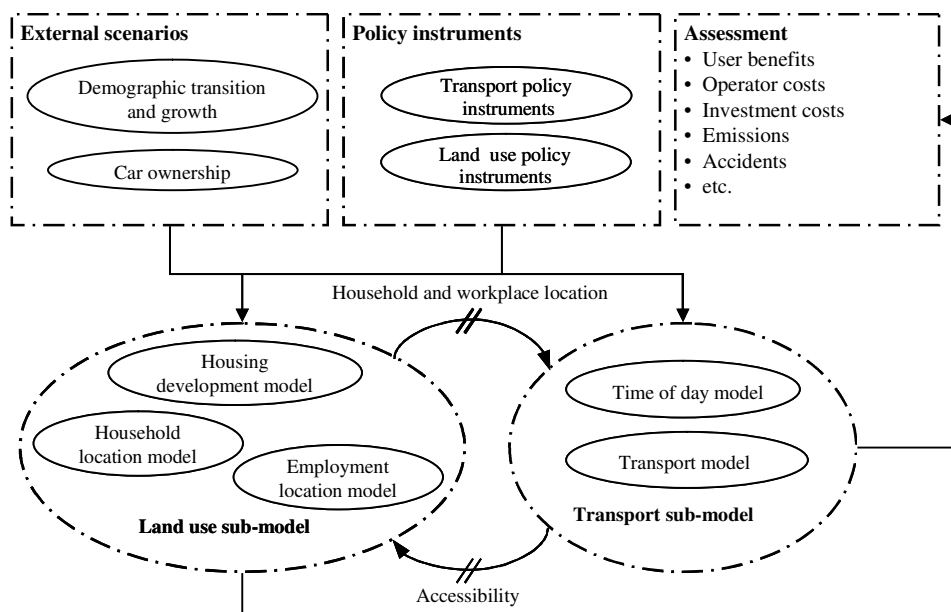 External scenarios
Demographic transition
and growth
Car ownership
Policy instruments
Transport policy
instruments
Land use policy
instruments
Assessment
• User benefits
• Operator costs
• Investment costs
• Emissions
• Accidents
• etc.
Household and workplace location
Housing
development model
Household
location model
Employment
location model
Land use sub-model
Time of day model
Transport model
Transport sub-model
Accessibility